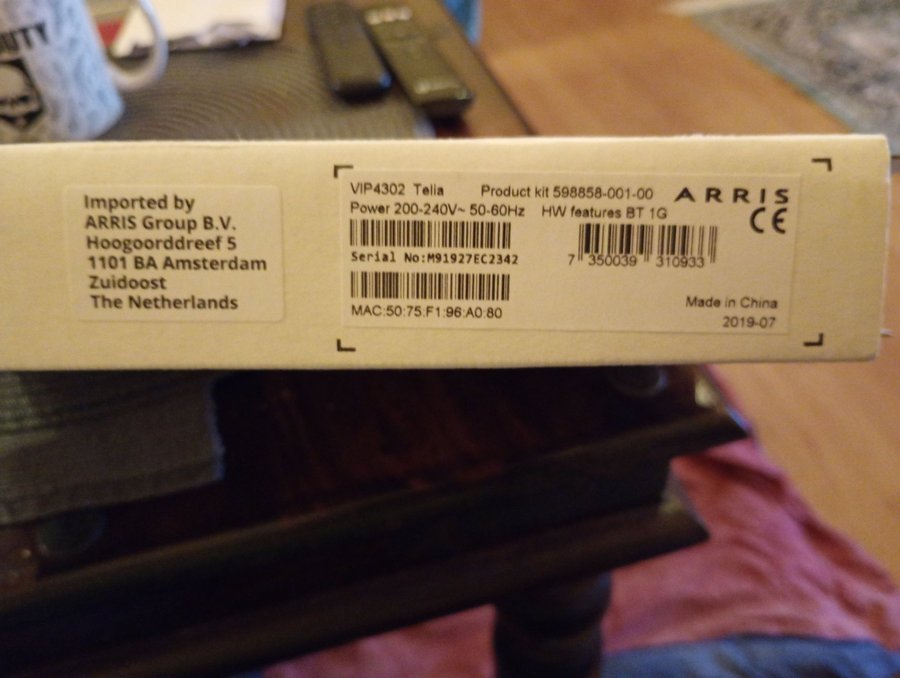 DUTY
Imported by
ARRIS Group B.V.
Hoogoorddreef 5
1101 BA Amsterdam
Zuidoost
The Netherlands
VIP4302 Telia Product kit 598858-001-00
ARRIS
Power 200-240V~ 50-60Hz HW features BT 1G
CE
Serial No:M91927EC2342
7 350039 310933
MAC:50:75:F1:96:A0:80
Made in China
2019-07